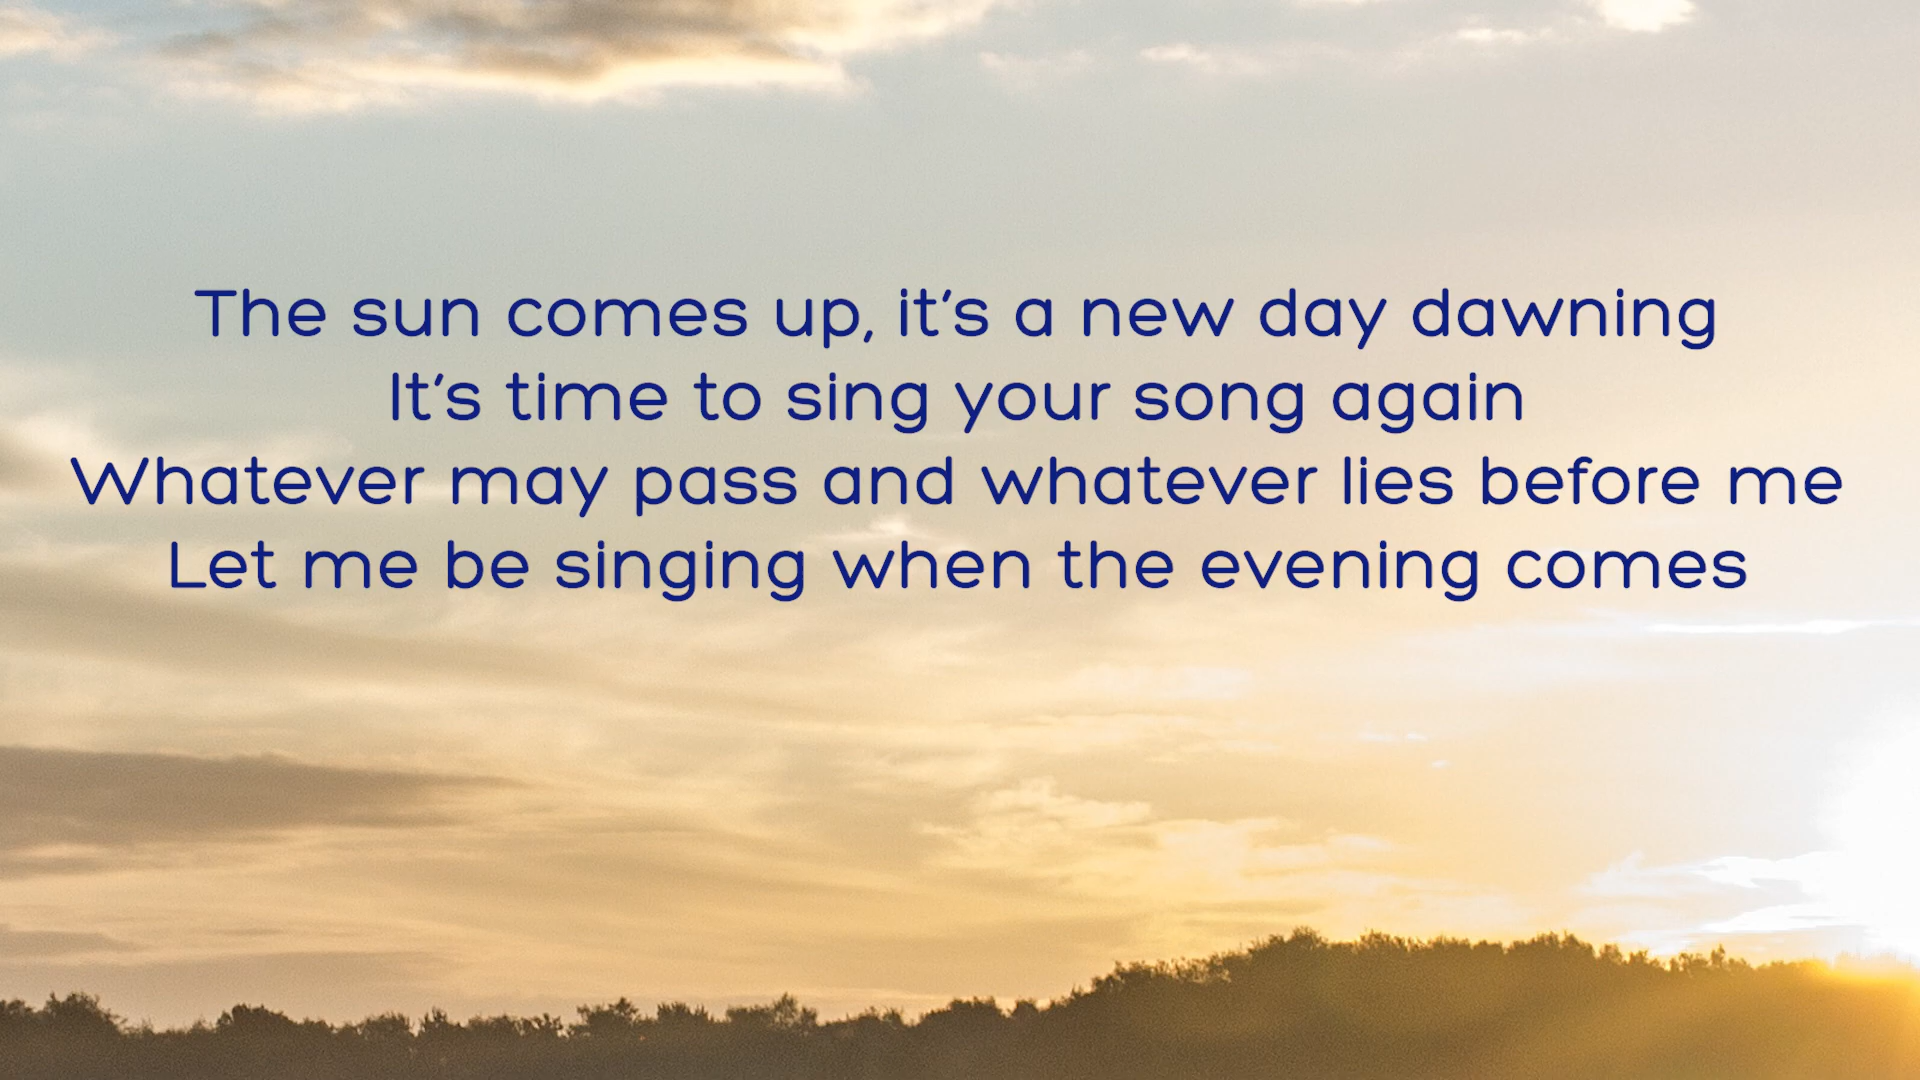 The sun comes up, it's a new day dawning
It's time to sing your song again
Whatever may pass and whatever lies before me
Let me be singing when the evening comes